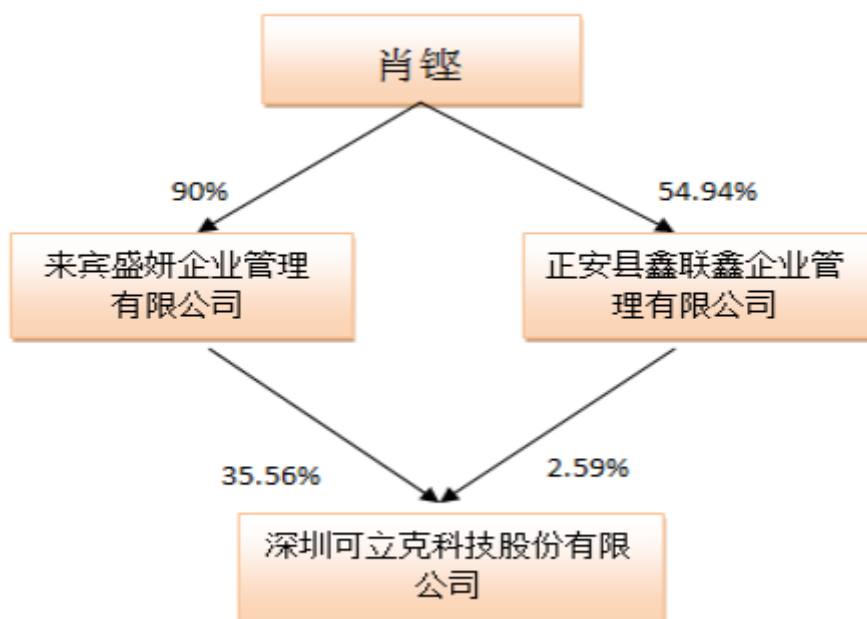 肖铿
90%
54.94%
来宾盛妍企业管理
有限公司
正安县鑫联鑫企业管
理有限公司
35.56%
2.59%
深圳可立克科技股份有限
公司